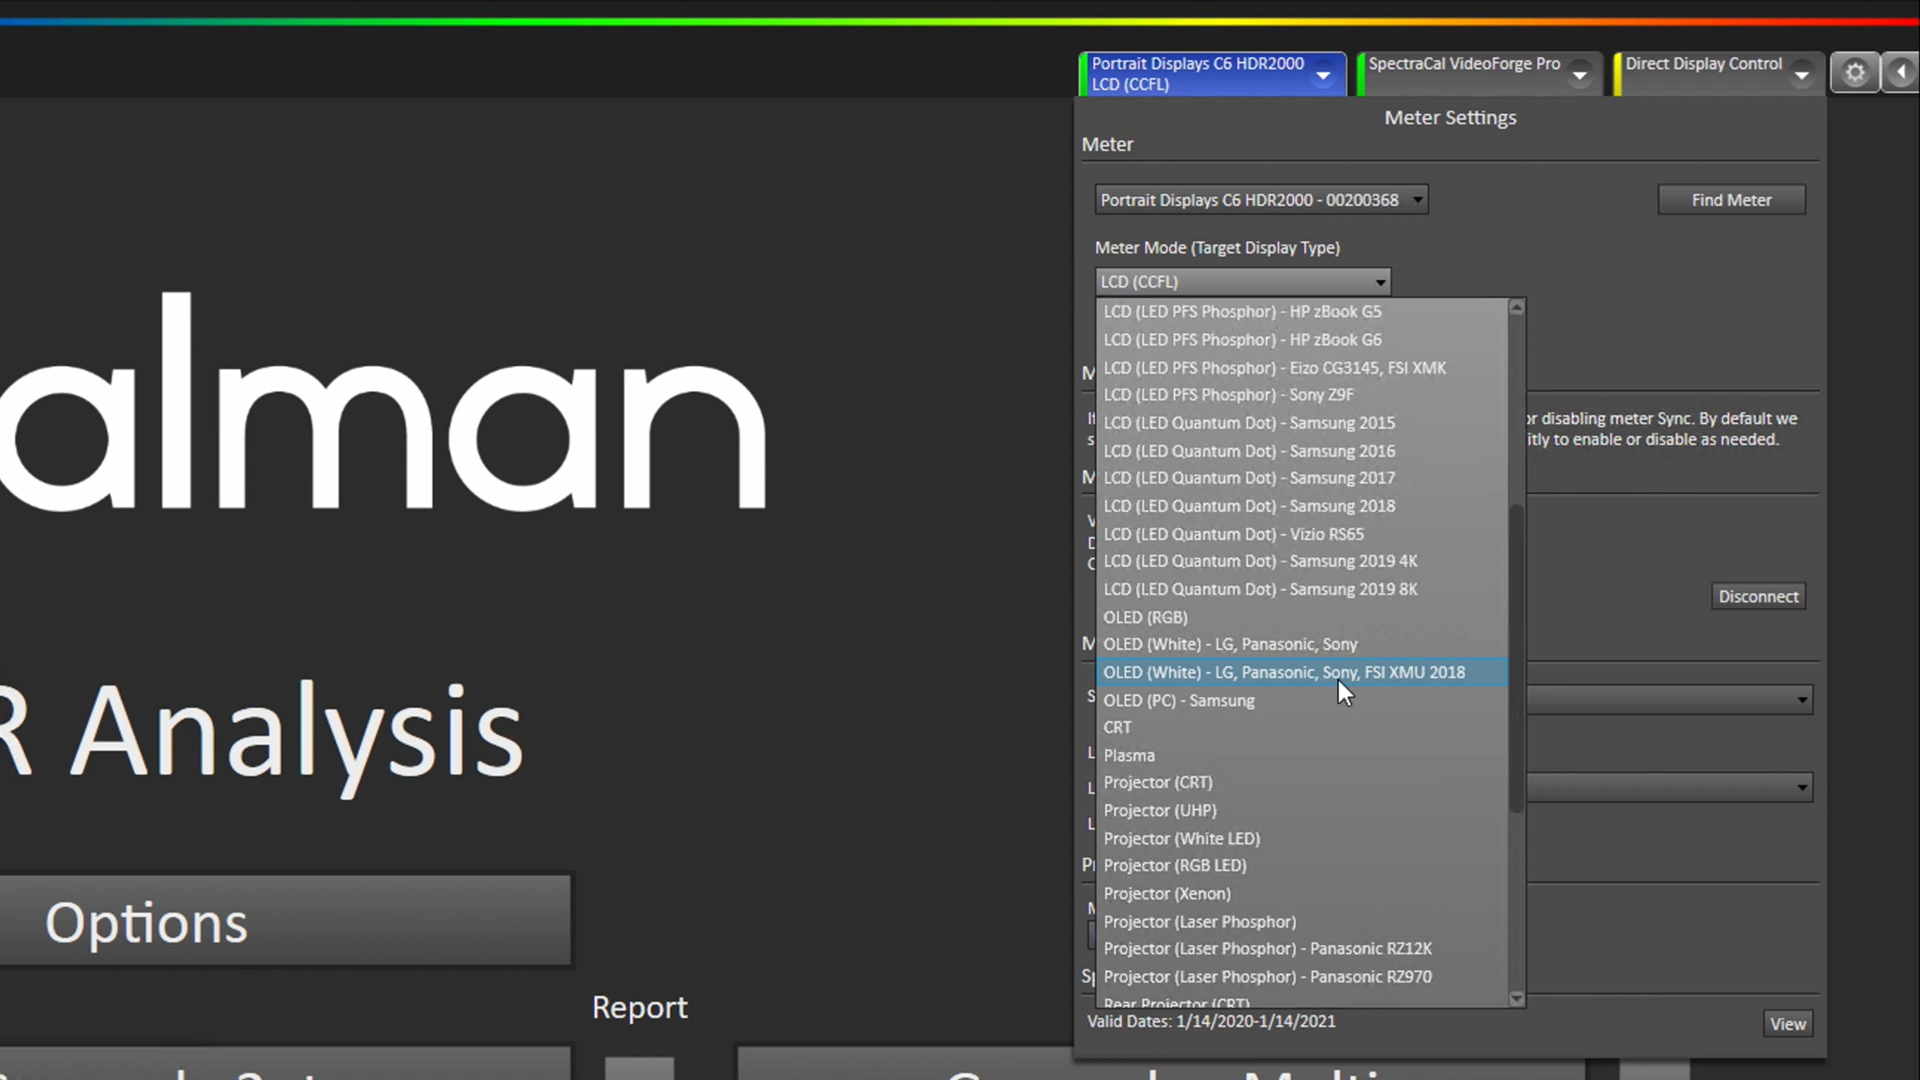 Portrait Displays C6 HDR2000
LCD (CCFL)
SpectraCal VideoForge Pro
Direct Display Control
Meter Settings
Meter
Portrait Displays C6 HDR2000 - 00200368
Find Meter
Meter Mode (Target Display Type)
LCD (CCFL)
LCD (LED PFS Phosphor) - HP zBook G5
LCD (LED PFS Phosphor) - HP zBook G6
LCD (LED PFS Phosphor) - Eizo CG3145, FSI XMK
LCD (LED PFS Phosphor) - Sony Z9F
LCD (LED Quantum Dot) - Samsung 2015
LCD (LED Quantum Dot) - Samsung 2016
LCD (LED Quantum Dot) - Samsung 2017
LCD (LED Quantum Dot) - Samsung 2018
LCD (LED Quantum Dot) - Vizio RS65
LCD (LED Quantum Dot) - Samsung 2019 4K
LCD (LED Quantum Dot) - Samsung 2019 8K
OLED (RGB)
OLED (White) - LG, Panasonic, Sony
OLED (White) - LG, Panasonic, Sony, FSI XMU 2018
OLED (PC) - Samsung
CRT
Plasma
Projector (CRT)
Projector (UHP)
Projector (White LED)
Projector (RGB LED)
Projector (Xenon)
Projector (Laser Phosphor)
Projector (Laser Phosphor) - Panasonic RZ12K
Projector (Laser Phosphor) - Panasonic RZ970
Rear Projector (CRT)
or disabling meter Sync. By default we
itly to enable or disable as needed.
Disconnect
Valid Dates: 1/14/2020-1/14/2021
View
alman
R Analysis
Options
Report